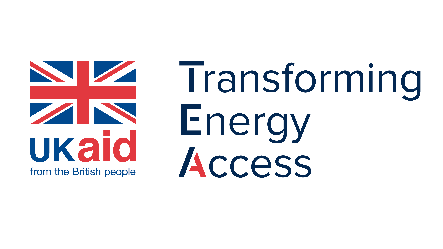 Transforming
Energy
Access
UKaid
from the British people